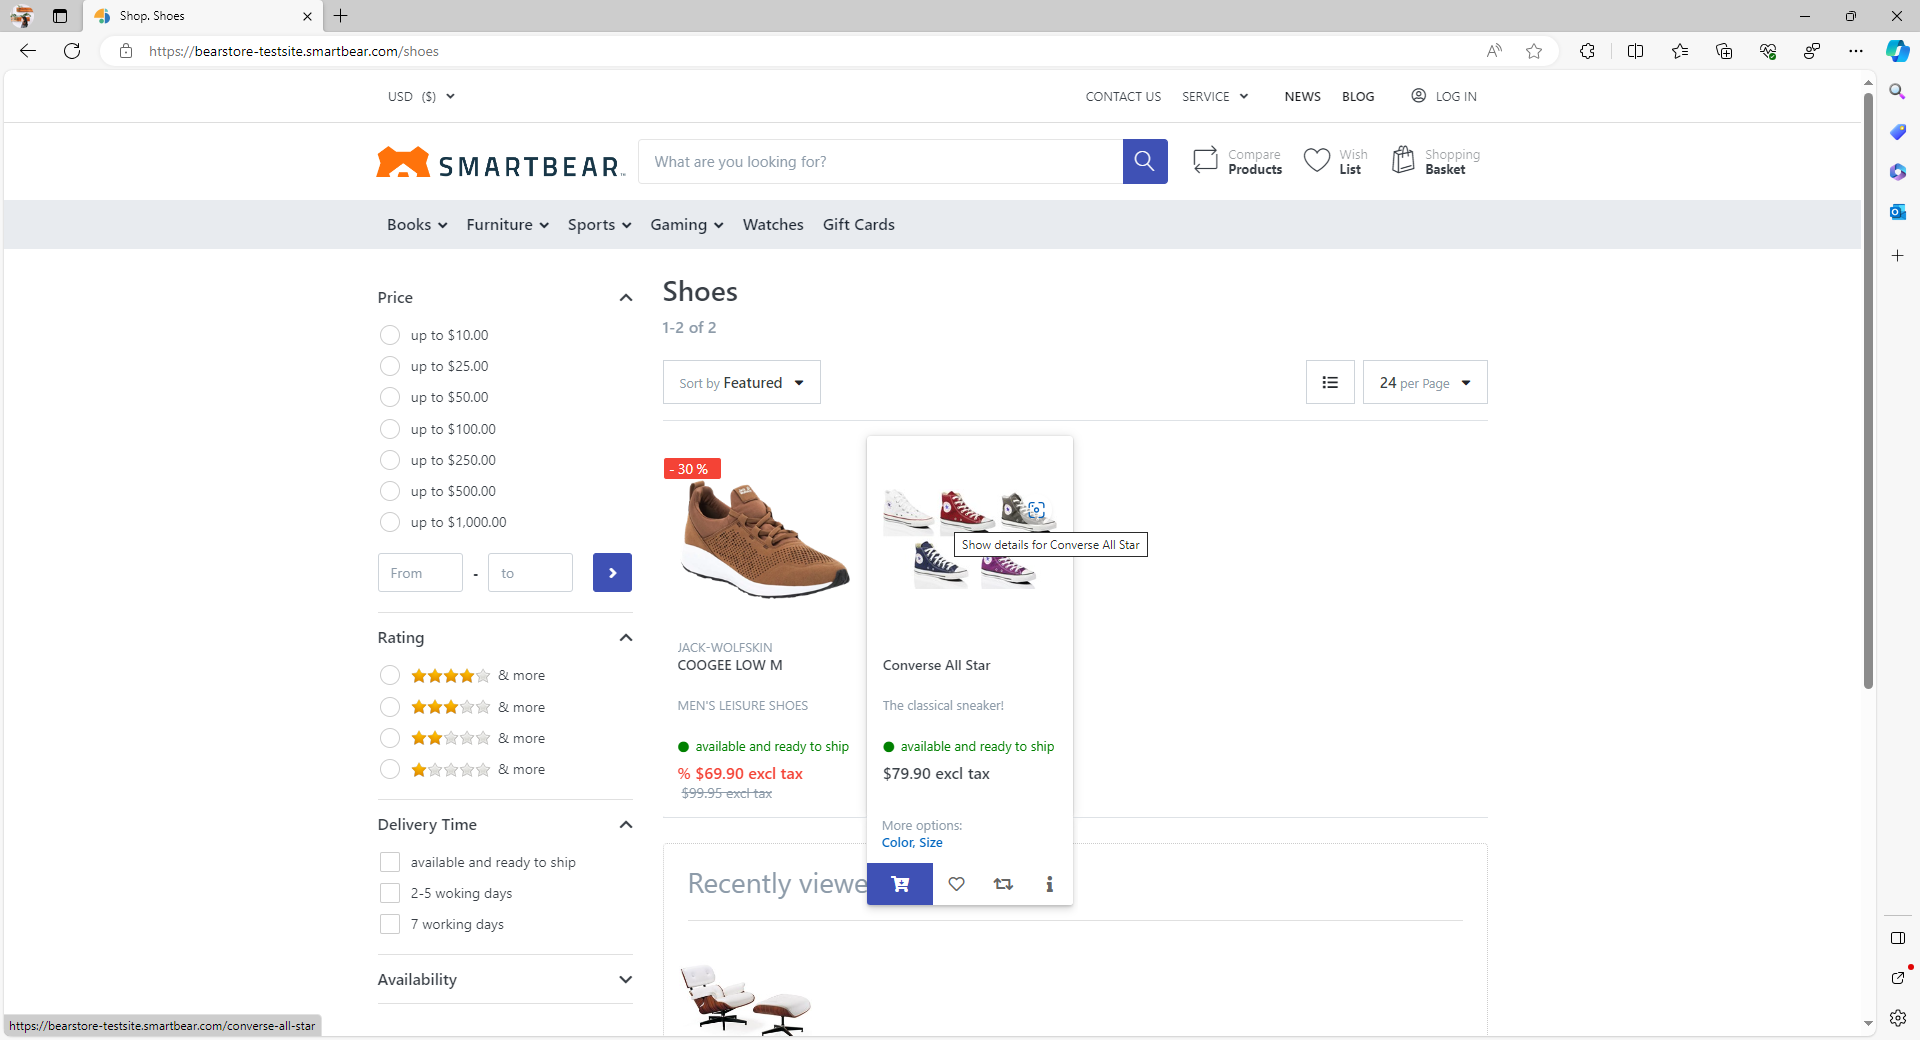 Shop. Shoes
https://bearstore-testsite.smartbear.com/shoes
USD ($)
CONTACT US
SERVICE
NEWS
BLOG
LOG IN
SMARTBEAR
What are you looking for?
Compare
Products
Wish
List
Shopping
Basket
Books
Furniture
Sports
Gaming
Watches
Gift Cards
Price
up to $10.00
up to $25.00
up to $50.00
up to $100.00
up to $250.00
up to $500.00
up to $1,000.00
From - to
Rating
& more
& more
& more
& more
Delivery Time
available and ready to ship
2-5 woking days
7 working days
Availability
Shoes
1-2 of 2
Sort by Featured
24 per Page
- 30 %
JACK-WOLFSKIN
COOGEE LOW M
MEN'S LEISURE SHOES
available and ready to ship
% $69.90 excl tax
$99.95 excl tax
Show details for Converse All Star
Converse All Star
The classical sneaker!
available and ready to ship
$79.90 excl tax
More options:
Color, Size
Recently viewe
https://bearstore-testsite.smartbear.com/converse-all-star